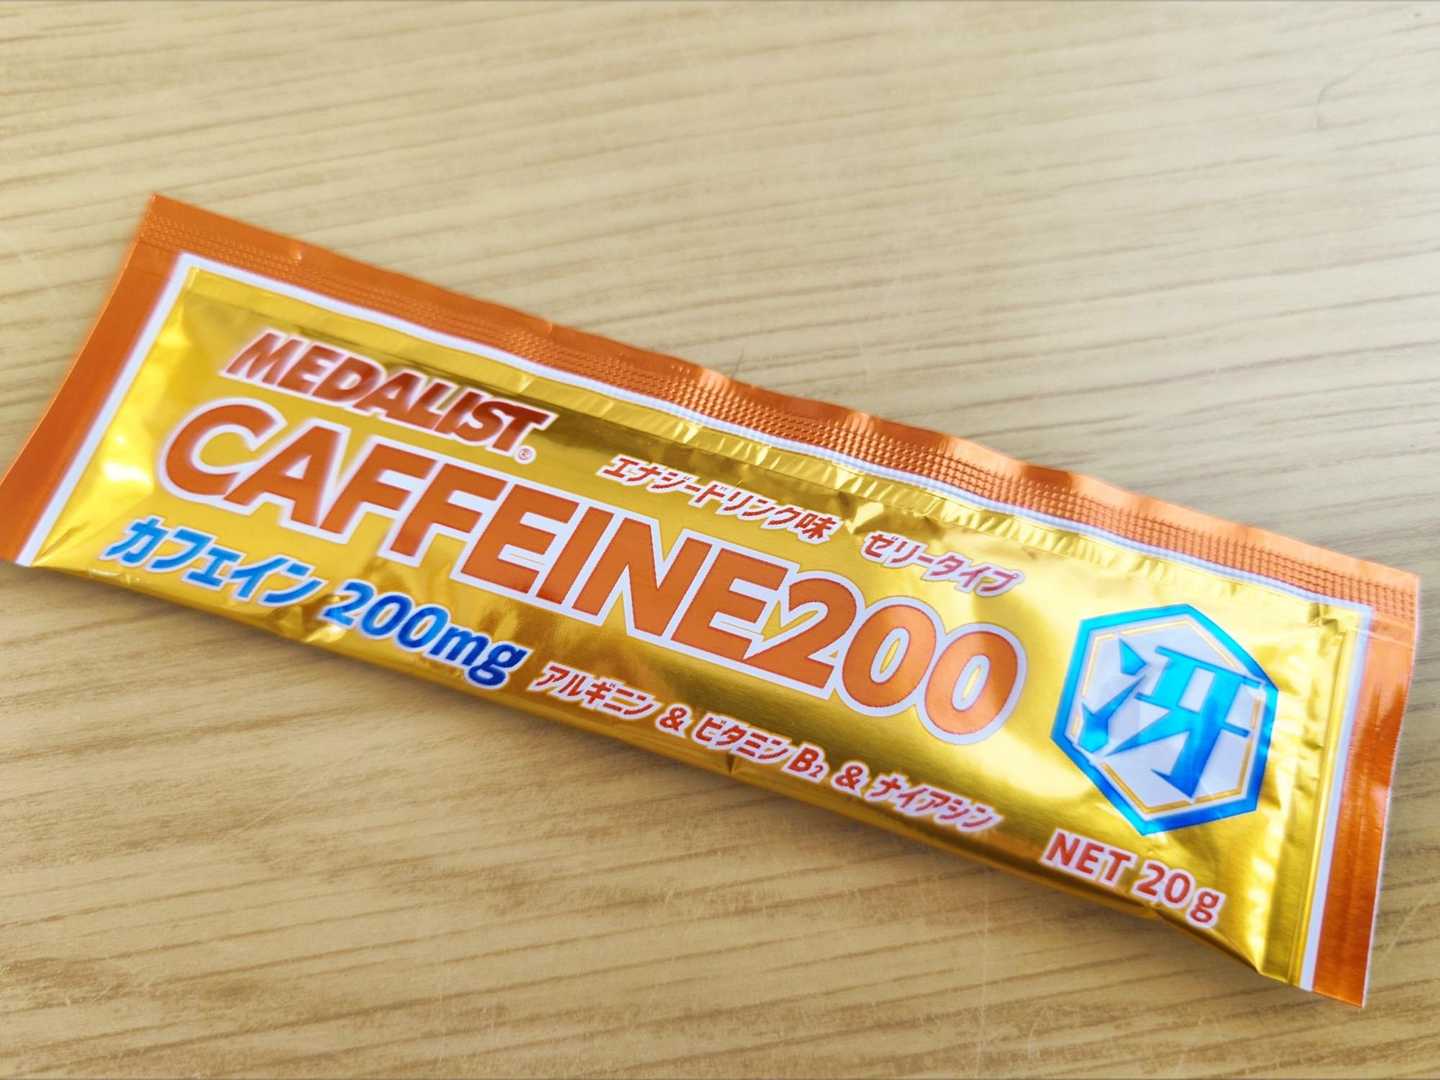 MEDALIST®
エナジードリンク味 ゼリータイプ
CAFFEINE200
カフェイン 200mg
アルギニン & ビタミンB₂ & ナイアシン
冴
NET 20g